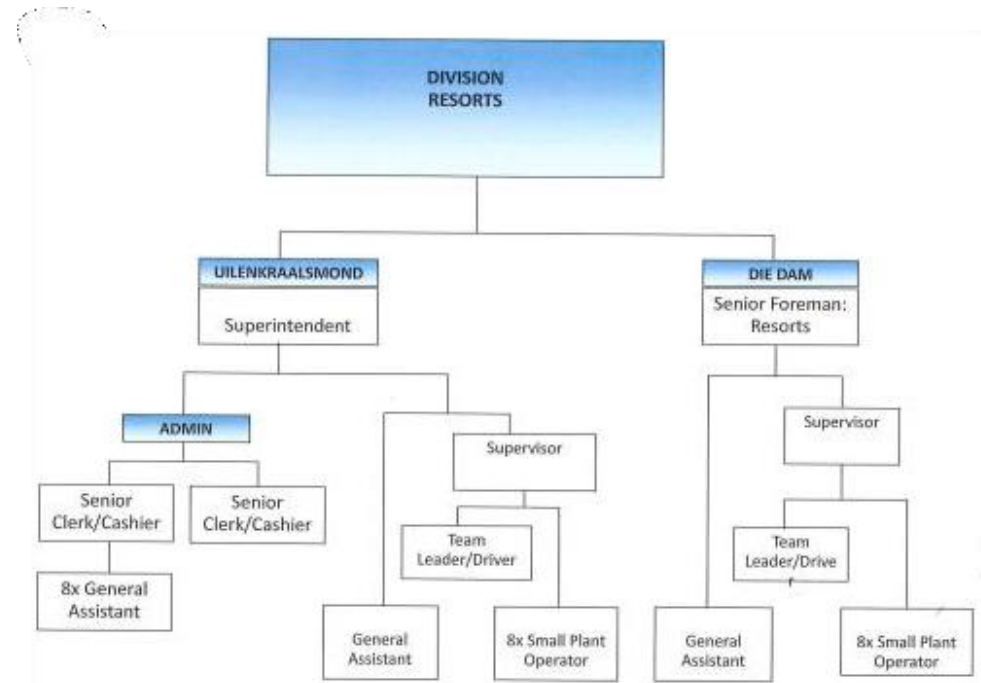 DIVISION
RESORTS
UILENKRAALSMOND
Superintendent
DIE DAM
Senior Foreman:
Resorts
ADMIN
Senior
Clerk/Cashier
Senior
Clerk/Cashier
8x General
Assistant
Supervisor
Team
Leader/Driver
General
Assistant
8x Small Plant
Operator
Supervisor
Team
Leader/Drive
r
General
Assistant
8x Small Plant
Operator